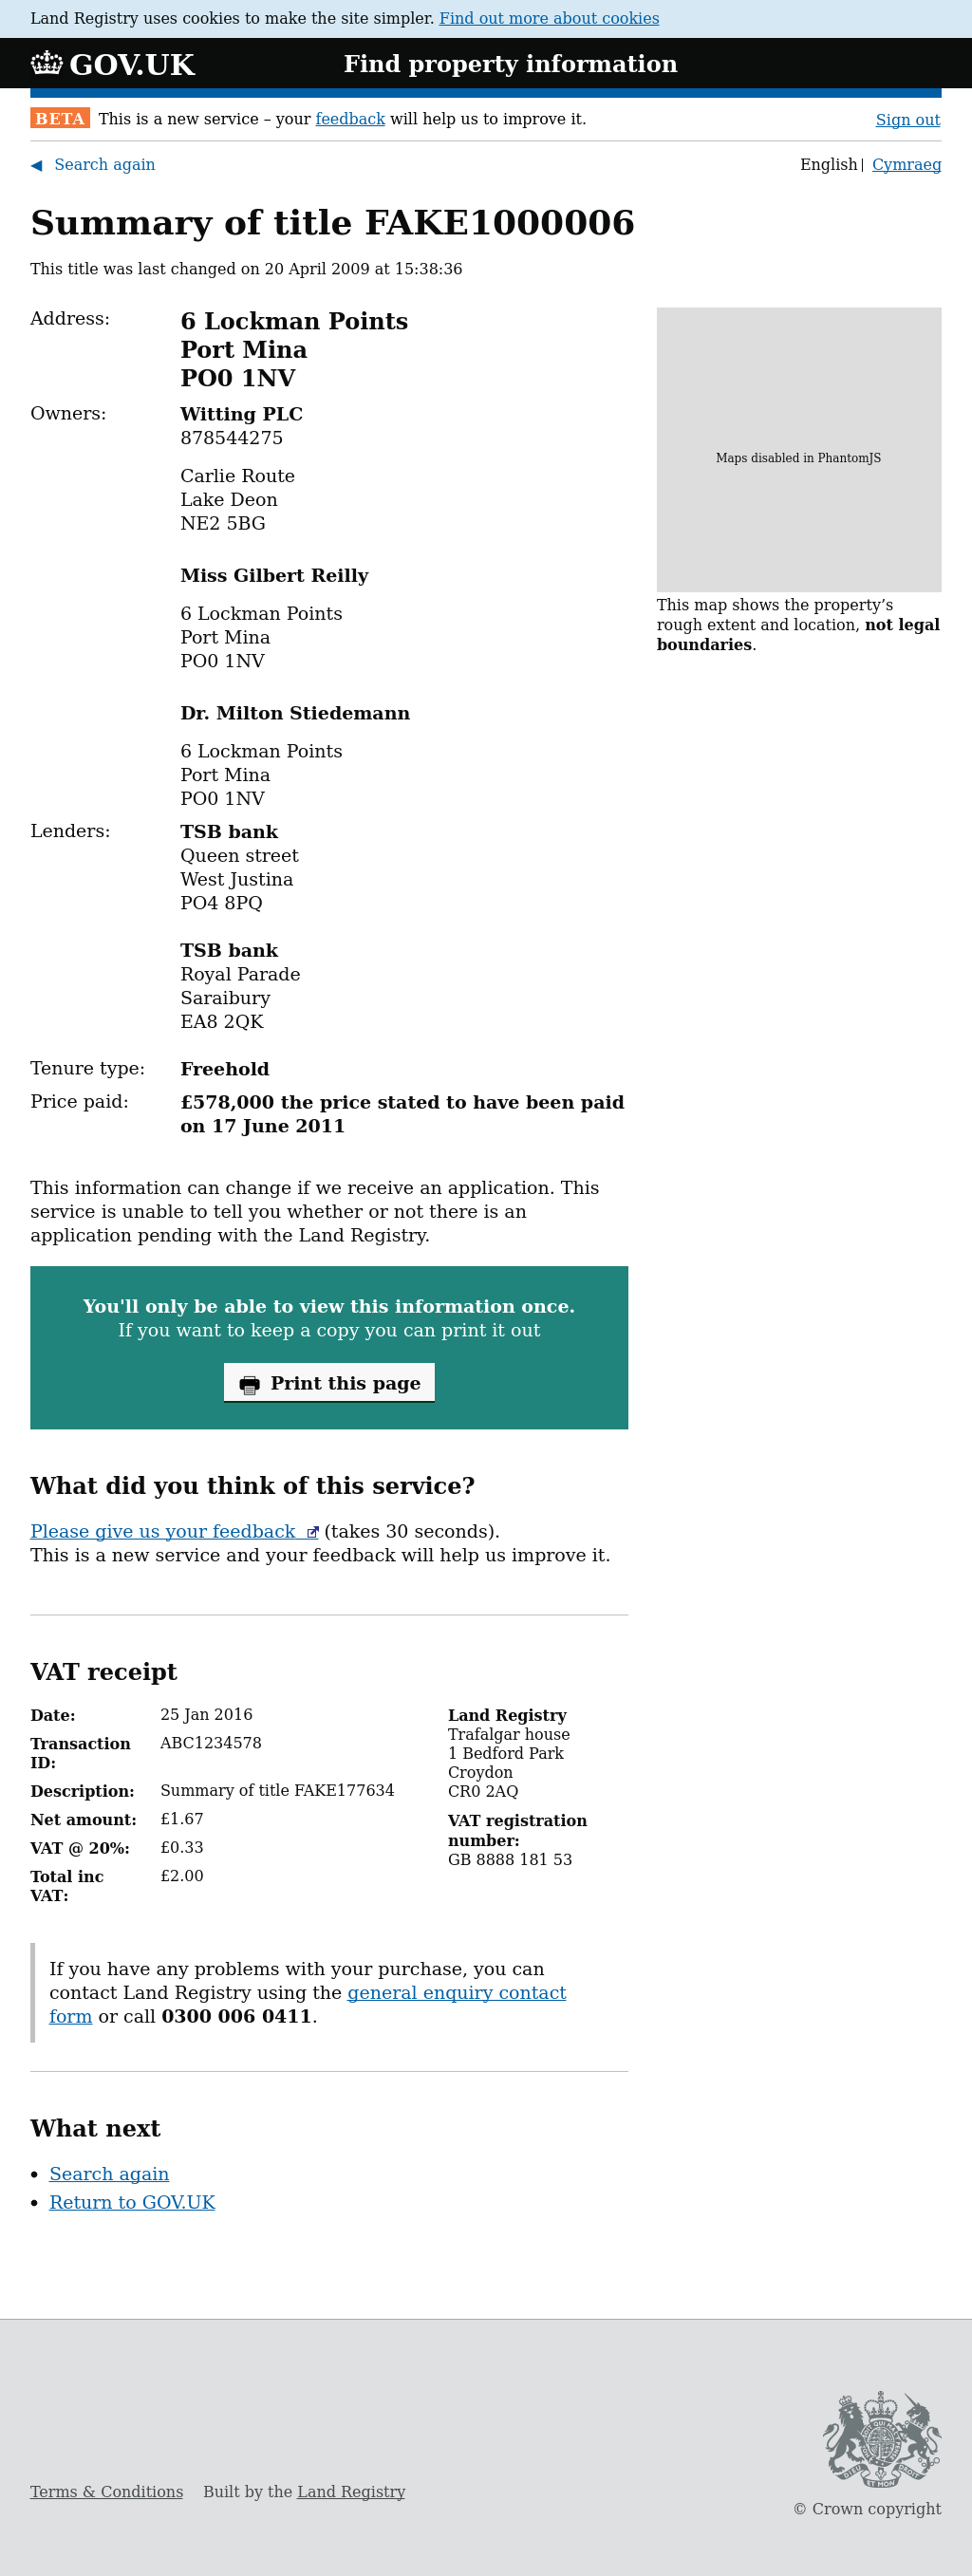 Land Registry uses cookies to make the site simpler. Find out more about cookies
GOV.UK
Find property information
BETA This is a new service – your feedback will help us to improve it.
Sign out
◀ Search again
English | Cymraeg
Summary of title FAKE1000006
This title was last changed on 20 April 2009 at 15:38:36
Address:
6 Lockman Points
Port Mina
PO0 1NV
Owners:
Witting PLC
878544275
Carlie Route
Lake Deon
NE2 5BG
Miss Gilbert Reilly
6 Lockman Points
Port Mina
PO0 1NV
Dr. Milton Stiedemann
6 Lockman Points
Port Mina
PO0 1NV
Lenders:
TSB bank
Queen street
West Justina
PO4 8PQ
TSB bank
Royal Parade
Saraibury
EA8 2QK
Tenure type:
Freehold
Price paid:
£578,000 the price stated to have been paid
on 17 June 2011
Maps disabled in PhantomJS
This map shows the property’s
rough extent and location, not legal
boundaries.
This information can change if we receive an application. This
service is unable to tell you whether or not there is an
application pending with the Land Registry.
You'll only be able to view this information once.
If you want to keep a copy you can print it out
Print this page
What did you think of this service?
Please give us your feedback (takes 30 seconds).
This is a new service and your feedback will help us improve it.
VAT receipt
Date: 25 Jan 2016
Transaction ABC1234578
ID:
Description: Summary of title FAKE177634
Net amount: £1.67
VAT @ 20%: £0.33
Total inc £2.00
VAT:
Land Registry
Trafalgar house
1 Bedford Park
Croydon
CR0 2AQ
VAT registration
number:
GB 8888 181 53
If you have any problems with your purchase, you can
contact Land Registry using the general enquiry contact
form or call 0300 006 0411.
What next
• Search again
• Return to GOV.UK
Terms & Conditions
Built by the Land Registry
© Crown copyright